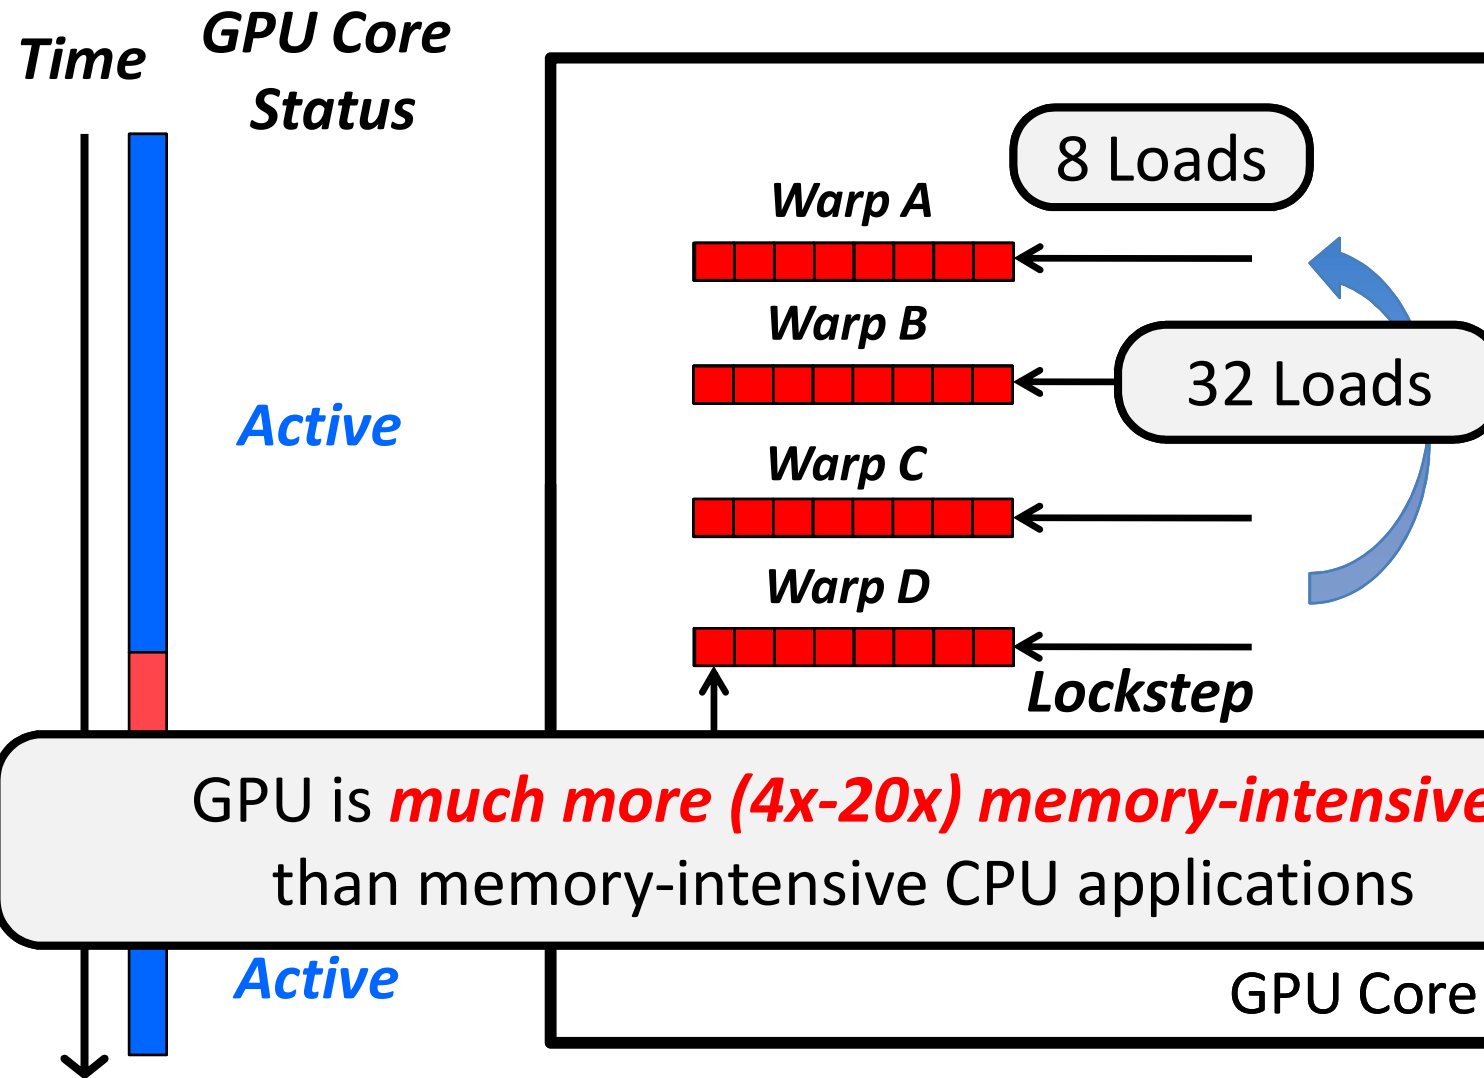 Time
GPU Core
Status
8 Loads
Warp A
Warp B
32 Loads
Active
Warp C
Warp D
Lockstep
GPU is much more (4x-20x) memory-intensive
than memory-intensive CPU applications
Active
GPU Core